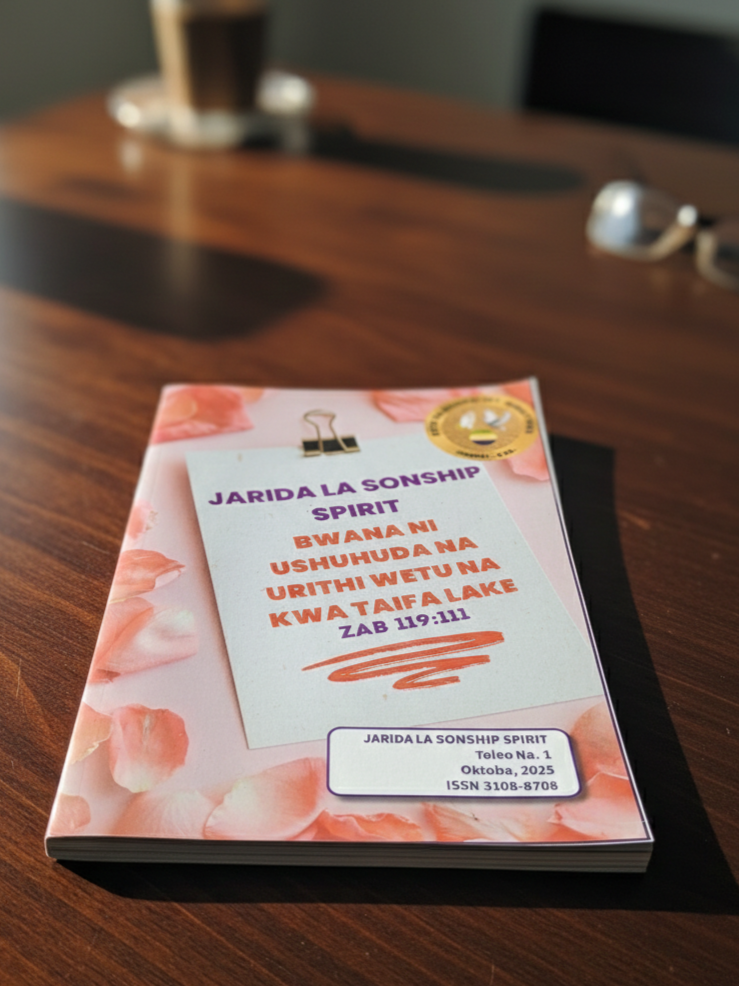 JARIDA LA SONSHIP
SPIRIT
BWANA NI
USHUHUDA NA
URITHI WETU NA
KWA TAIFA LAKE
ZAB 119:111
JARIDA LA SONSHIP SPIRIT
Toleo Na. 1
Oktoba, 2025
ISSN 3108-8708